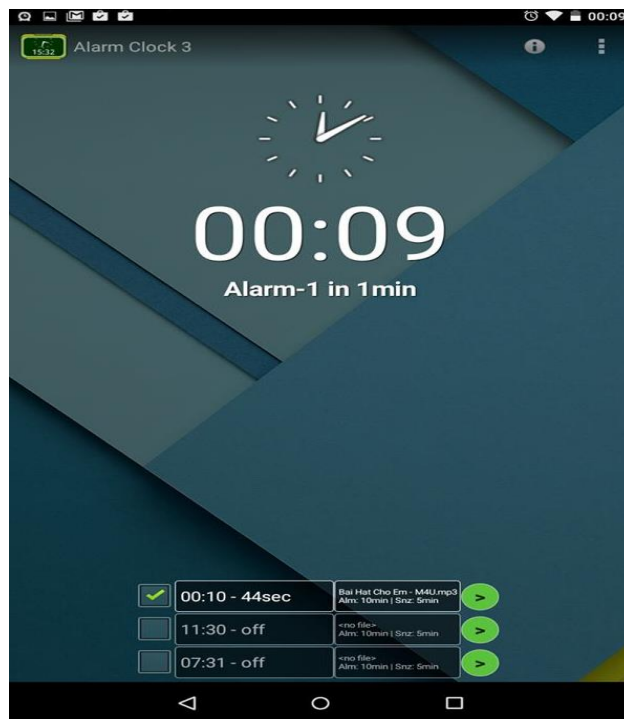 00:09
15:32
Alarm Clock 3
00:09
Alarm-1 in 1min
00:10 - 44sec
Bai Hat Cho Em - M4U.mp3
Alm: 10min | Snz: 5min
>
11:30 - off
<no file>
Alm: 10min | Snz: 5min
>
07:31 - off
<no file>
Alm: 10min | Snz: 5min
>